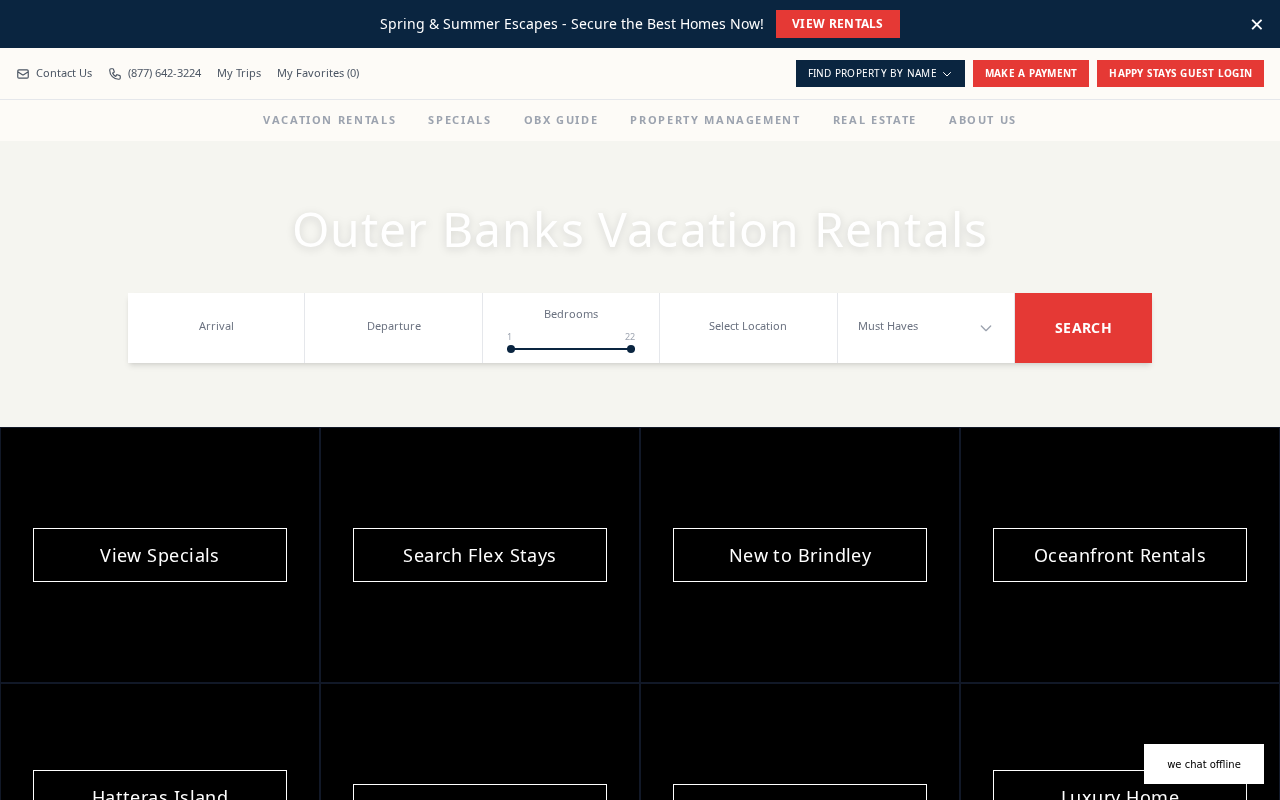 Spring & Summer Escapes - Secure the Best Homes Now!
VIEW RENTALS
Contact Us
(877) 642-3224
My Trips
My Favorites (0)
FIND PROPERTY BY NAME
MAKE A PAYMENT
HAPPY STAYS GUEST LOGIN
VACATION RENTALS
SPECIALS
OBX GUIDE
PROPERTY MANAGEMENT
REAL ESTATE
ABOUT US
Outer Banks Vacation Rentals
Arrival
Departure
Bedrooms
1
22
Select Location
Must Haves
SEARCH
View Specials
Search Flex Stays
New to Brindley
Oceanfront Rentals
Hatteras Island
Luxury Home
we chat offline